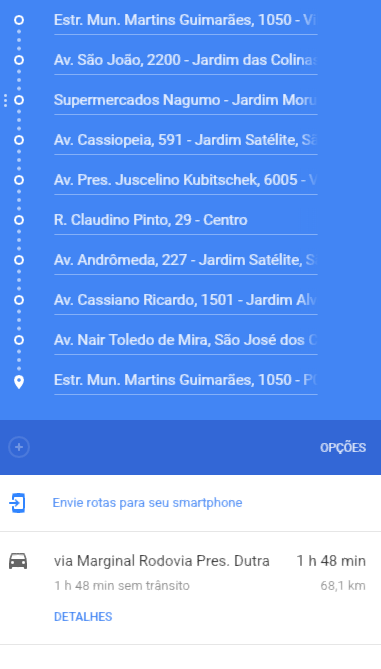 Estr. Mun. Martins Guimarães, 1050 - Vi
Av. São João, 2200 - Jardim das Colinas
Supermercados Nagumo - Jardim Moru
Av. Cassiopeia, 591 - Jardim Satélite, Sã
Av. Pres. Juscelino Kubitschek, 6005 - V
R. Claudino Pinto, 29 - Centro
Av. Andrômeda, 227 - Jardim Satélite, S
Av. Cassiano Ricardo, 1501 - Jardim Alv
Av. Nair Toledo de Mira, São José dos C
Estr. Mun. Martins Guimarães, 1050 - P
OPÇÕES
Envie rotas para seu smartphone
via Marginal Rodovia Pres. Dutra 1 h 48 min
1 h 48 min sem trânsito 68,1 km
DETALHES